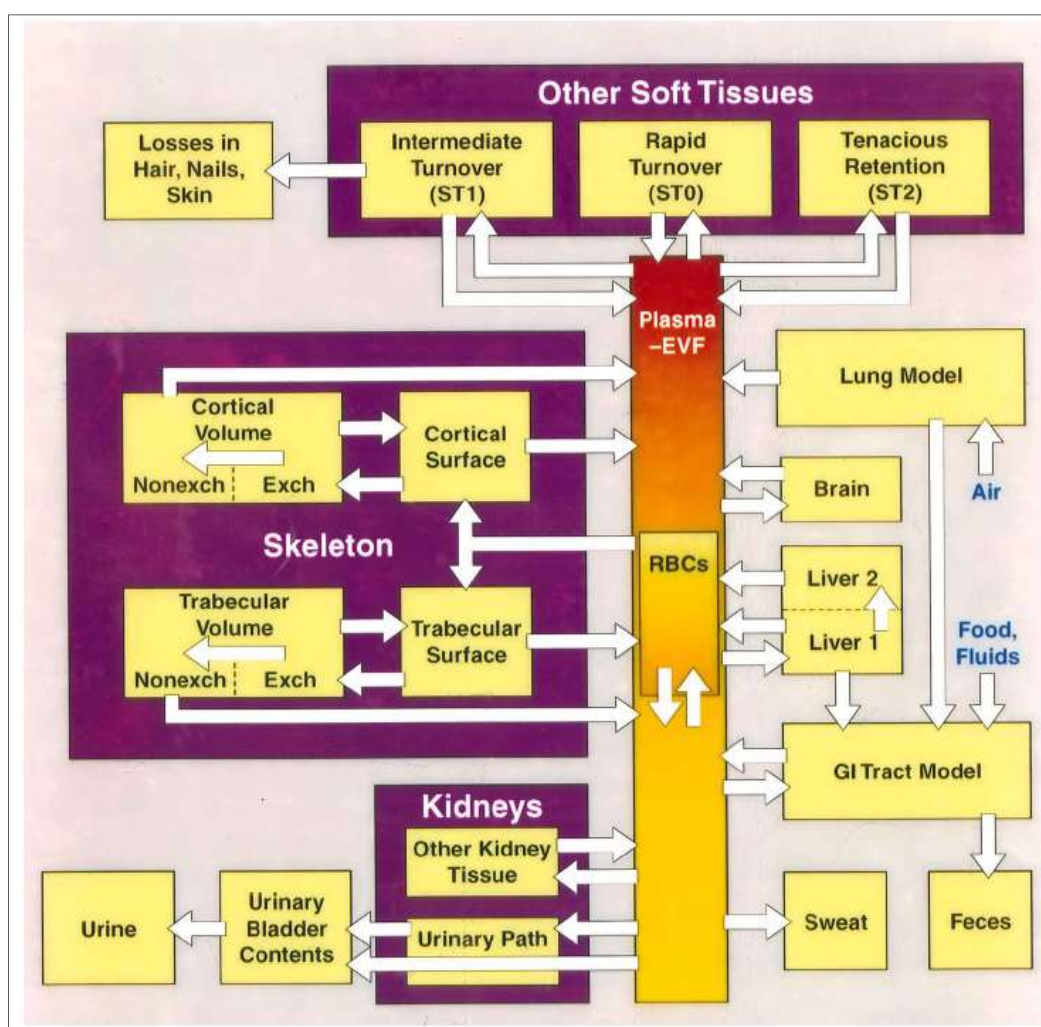 Other Soft Tissues
Losses in
Hair, Nails,
Skin
Intermediate
Turnover
(ST1)
Rapid
Turnover
(ST0)
Tenacious
Retention
(ST2)
Plasma
–EVF
Lung Model
Air
Cortical
Volume
Nonexch
Exch
Cortical
Surface
Brain
Skeleton
RBCs
Liver 2
Liver 1
Food,
Fluids
Trabecular
Volume
Nonexch
Exch
Trabecular
Surface
GI Tract Model
Kidneys
Other Kidney
Tissue
Urinary Path
Urine
Urinary
Bladder
Contents
Sweat
Feces